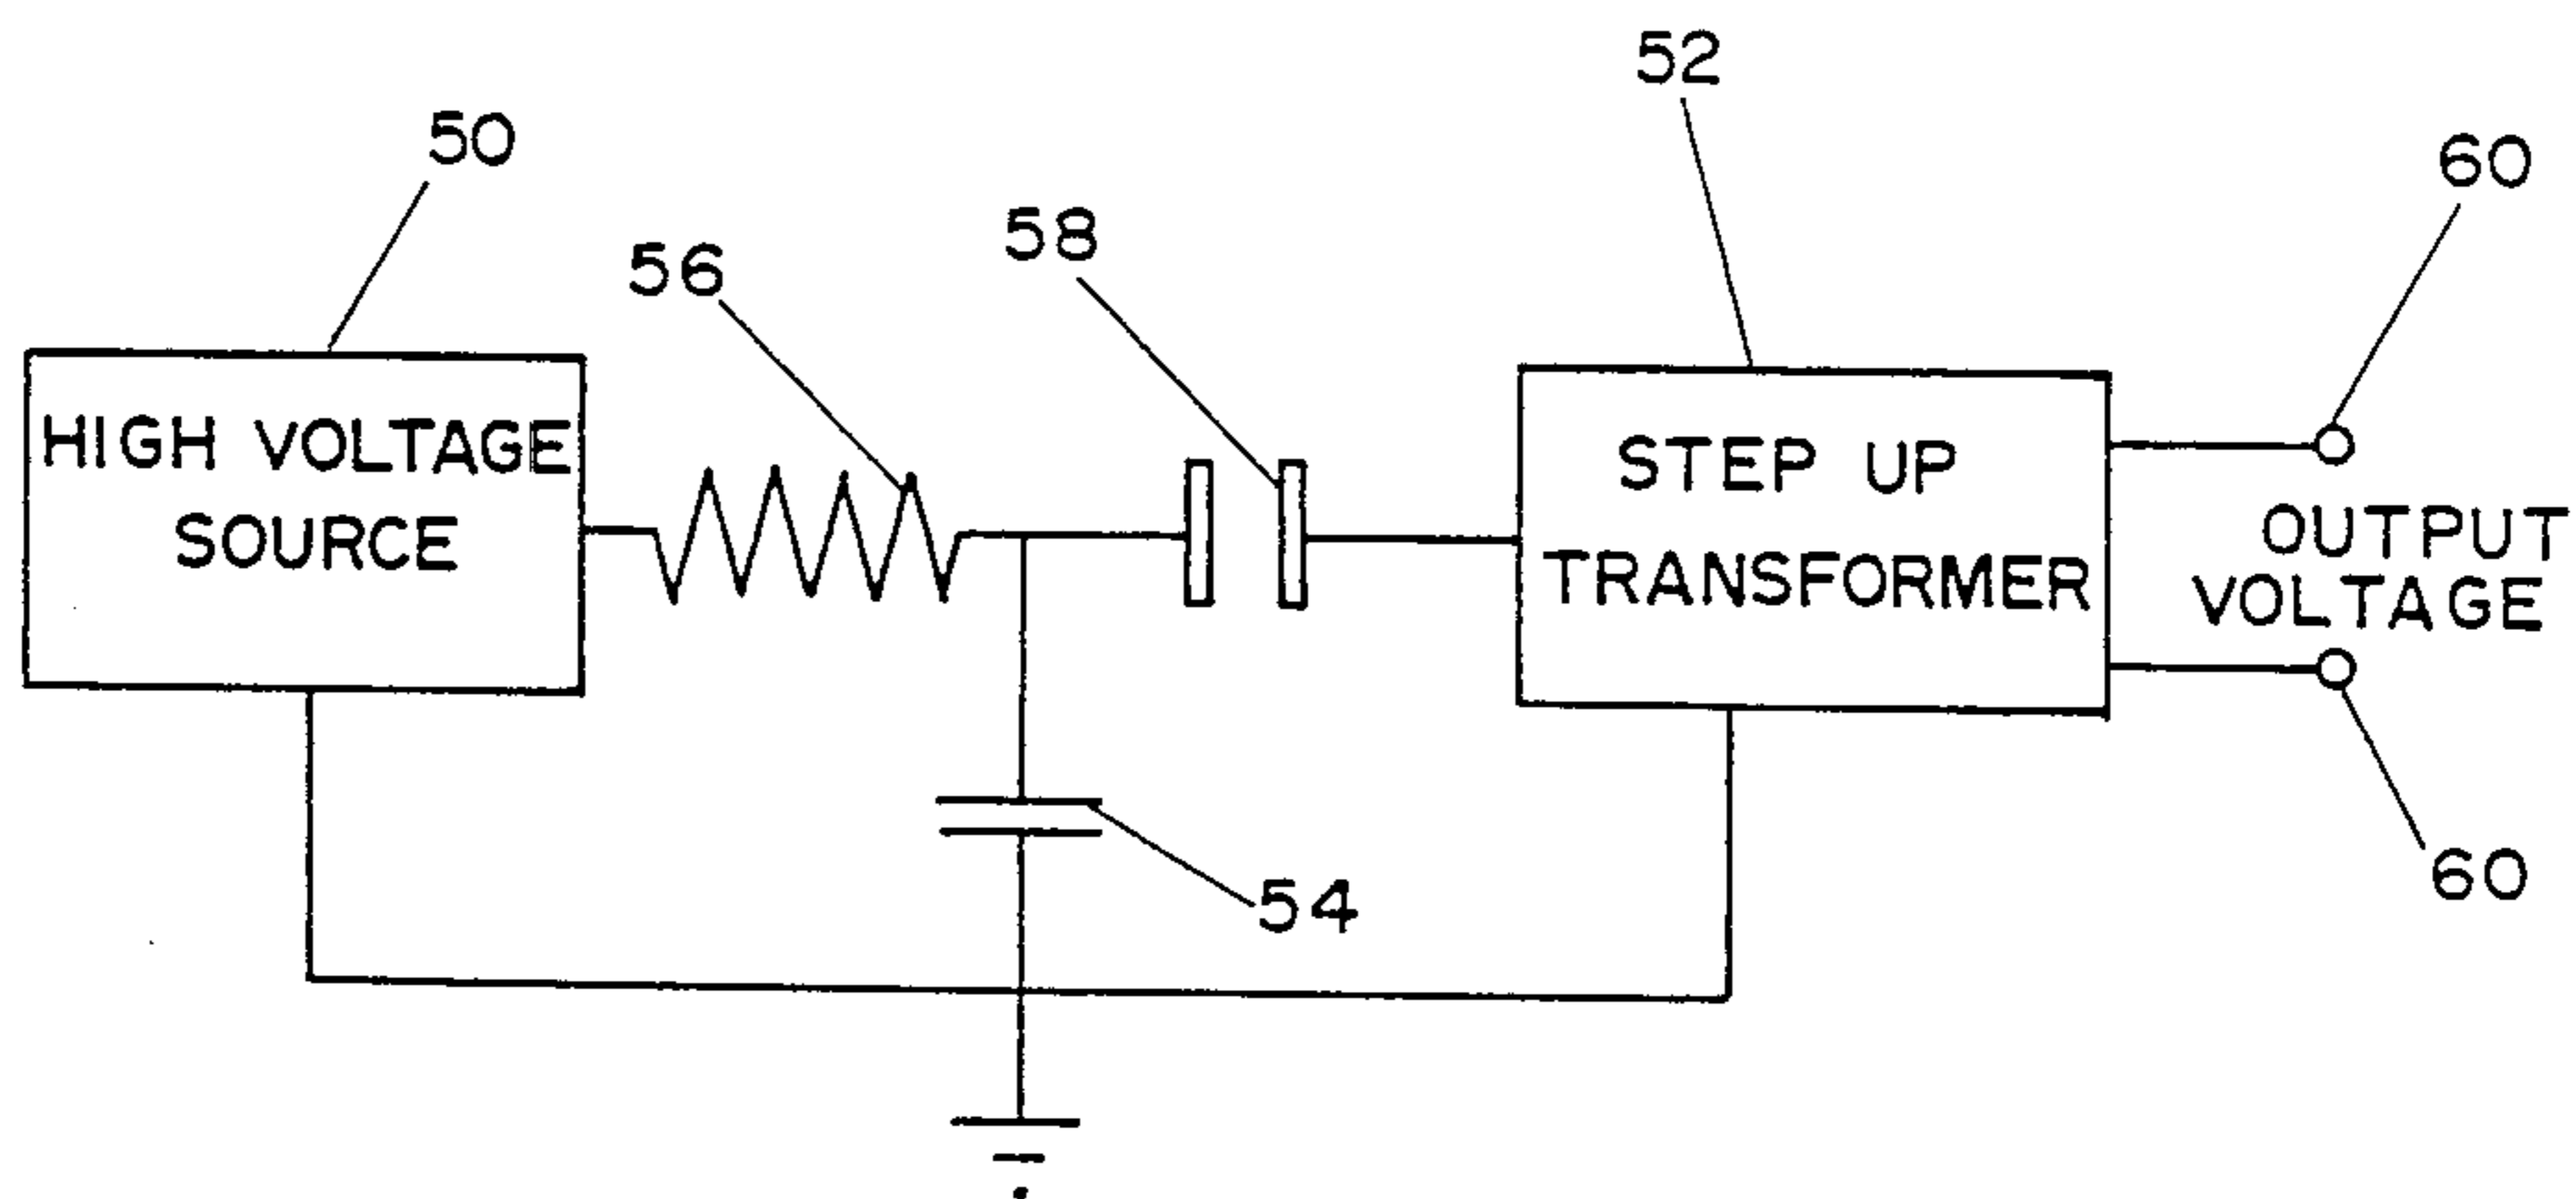 52
50
60
58
56
HIGH VOLTAGE
SOURCE
STEP UP
TRANSFORMER
OUTPUT
VOLTAGE
54
60